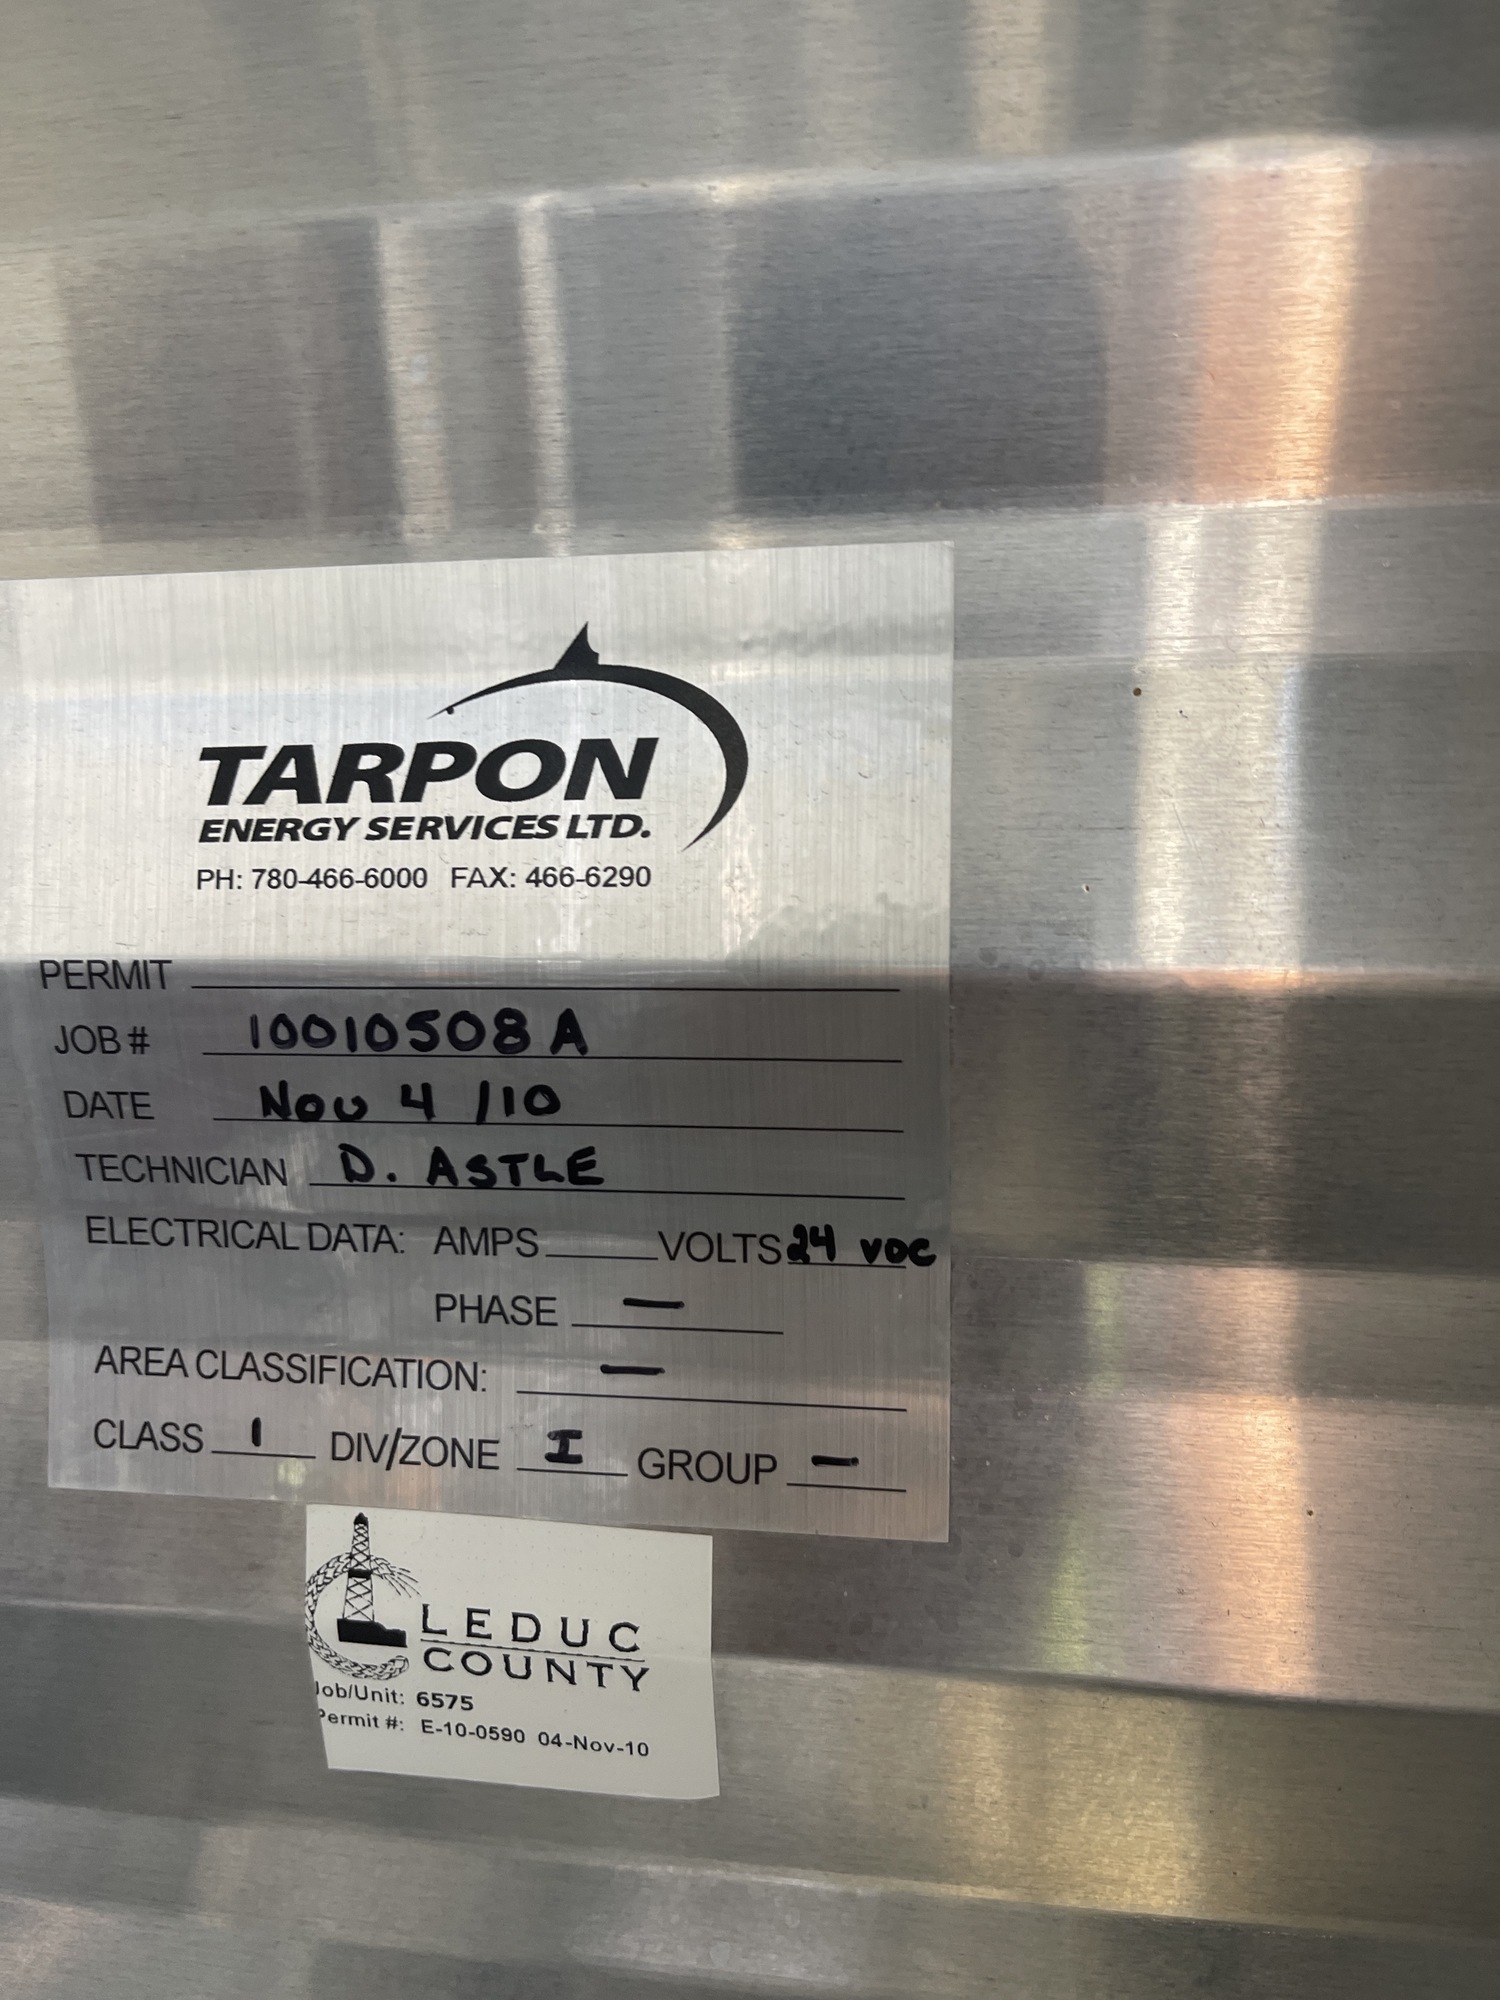 TARPON
ENERGY SERVICES LTD.
PH: 780-466-6000 FAX: 466-6290
PERMIT
JOB # 10010508 A
DATE Nov 4 /10
TECHNICIAN D. ASTLE
ELECTRICAL DATA: AMPS VOLTS 24 VDC
PHASE —
AREA CLASSIFICATION: —
CLASS 1 DIV/ZONE I GROUP —
LEDUC
COUNTY
Job/Unit: 6575
Permit #: E-10-0590 04-Nov-10